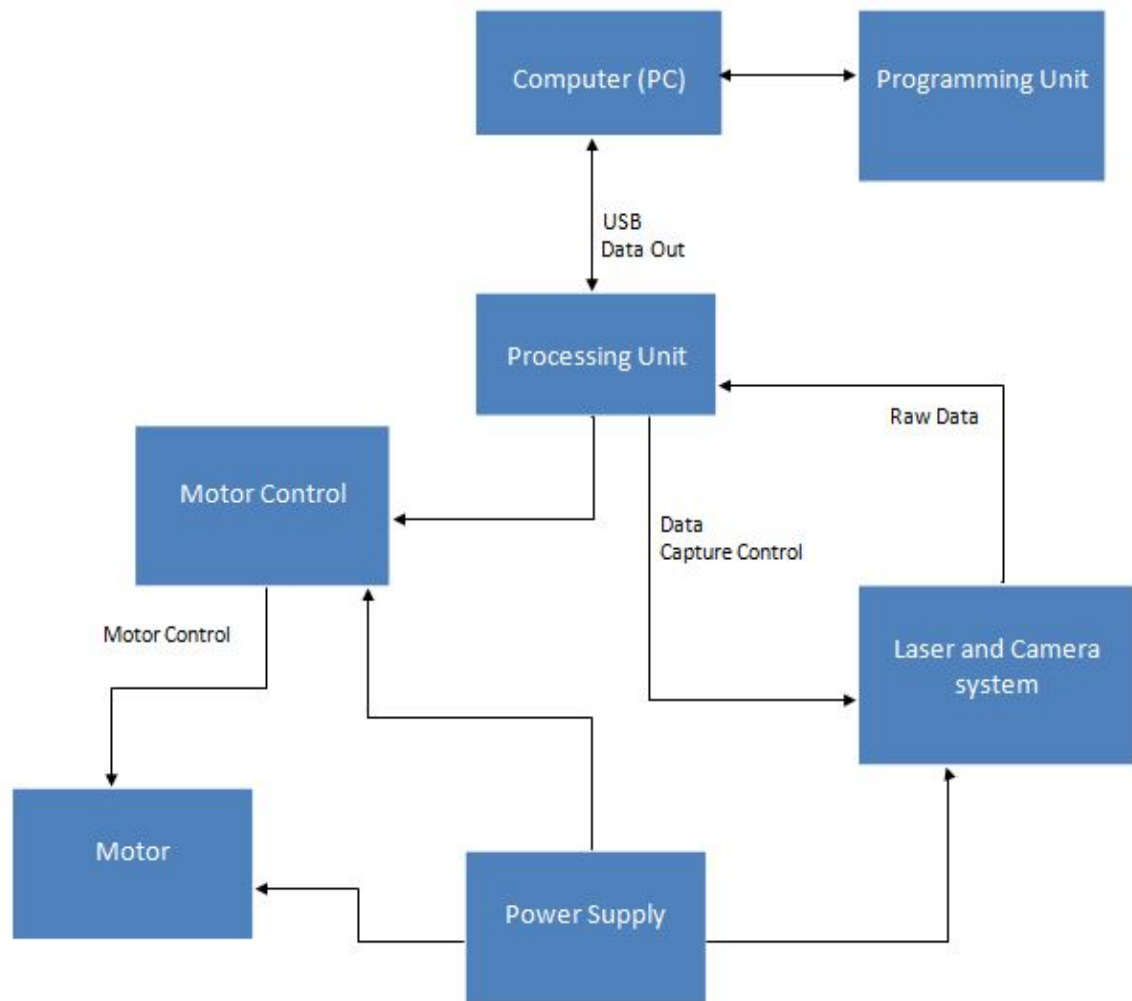 Computer (PC)
Programming Unit
USB
Data Out
Processing Unit
Raw Data
Motor Control
Data
Capture Control
Motor Control
Laser and Camera
system
Motor
Power Supply